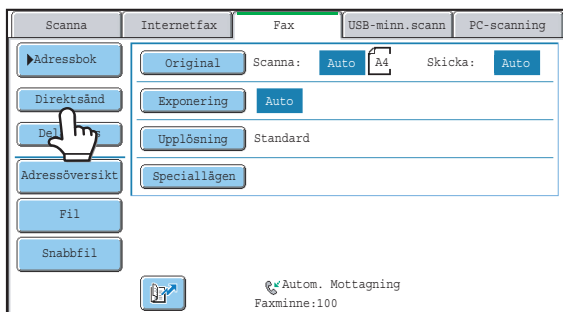 Scanna Internetfax Fax USB-minn.scann PC-scanning
Adressbok Original Scanna: Auto A4 Skicka: Auto
Direktsänd Exponering Auto
Upplösning Standard
Adressöversikt Speciallågen
Fil
Snabbfil
Autom. Mottagning
Faxminne:100